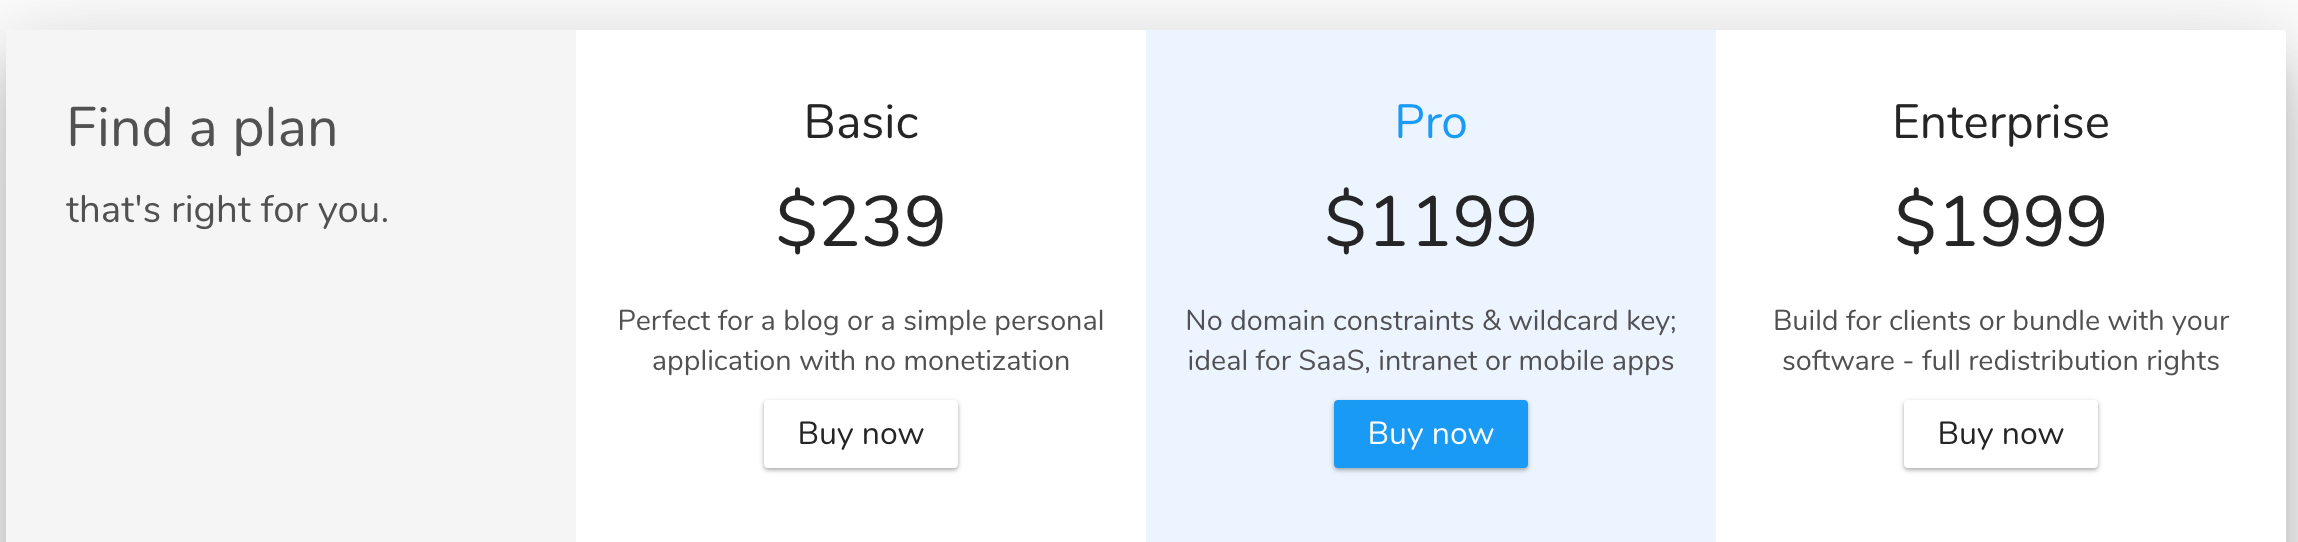 Find a plan
that's right for you.
Basic
$239
Perfect for a blog or a simple personal
application with no monetization
Buy now
Pro
$1199
No domain constraints & wildcard key;
ideal for SaaS, intranet or mobile apps
Buy now
Enterprise
$1999
Build for clients or bundle with your
software - full redistribution rights
Buy now